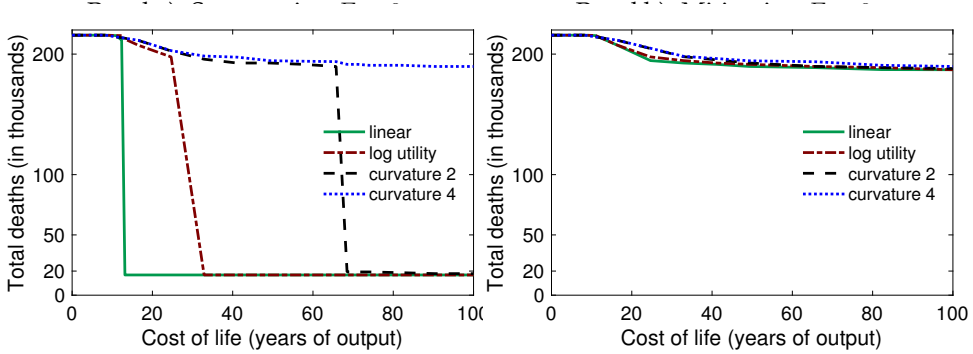 Total deaths (in thousands)
200
100
50
20
0
linear
log utility
curvature 2
curvature 4
0 20 40 60 80 100
Cost of life (years of output)
Total deaths (in thousands)
200
100
50
20
0
linear
log utility
curvature 2
curvature 4
0 20 40 60 80 100
Cost of life (years of output)